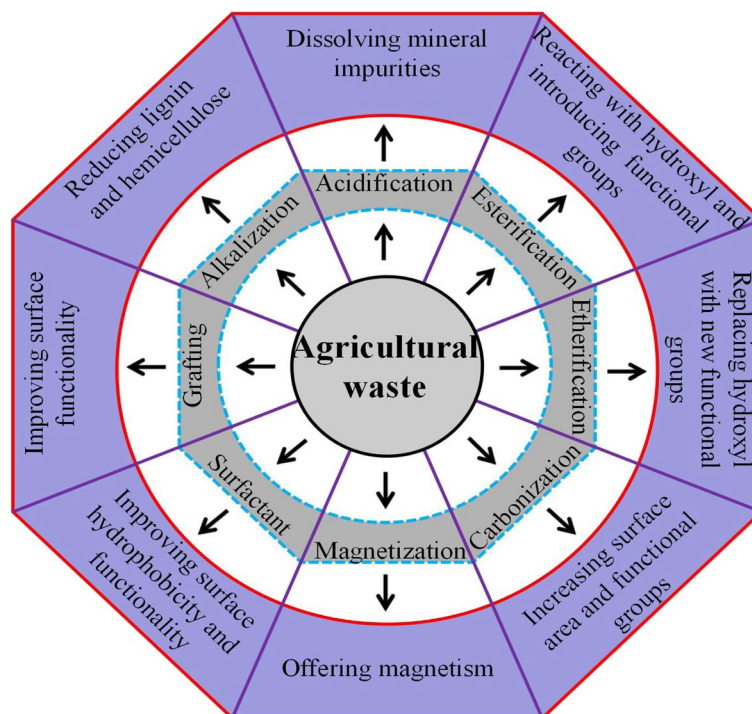 Dissolving mineral
impurities
Reacting with hydroxyl and
introducing functional
groups
Replacing hydroxyl
with new functional
groups
Increasing surface
area and functional
groups
Offering magnetism
Improving surface
hydrophobicity and
functionality
Improving surface
functionality
Reducing lignin
and hemicellulose
Acidification
Esterification
Etherification
Carbonization
Magnetization
Surfactant
Grafting
Alkalization
Agricultural
waste